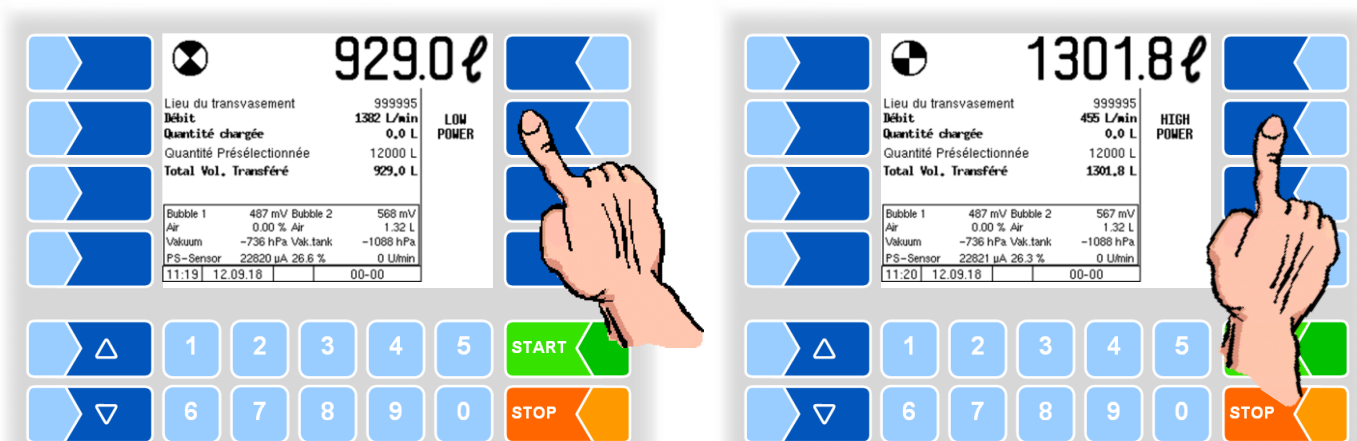 929.0 ℓ
Lieu du transvasement 999995
Débit 1382 L/min
Quantité chargée 0,0 L
Quantité Présélectionnée 12000 L
Total Vol. Transféré 929,0 L
LOW
POWER
Bubble 1 487 mV Bubble 2 568 mV
Air 0.00 % Air 1.32 L
Vakuum -736 hPa Vak.tank -1088 hPa
PS-Sensor 22820 µA 26.6 % 0 U/min
11:19 12.09.18 00-00
1 2 3 4 5 START
6 7 8 9 0 STOP
1301.8 ℓ
Lieu du transvasement 999995
Débit 455 L/min
Quantité chargée 0,0 L
Quantité Présélectionnée 12000 L
Total Vol. Transféré 1301,8 L
HIGH
POWER
Bubble 1 487 mV Bubble 2 567 mV
Air 0.00 % Air 1.32 L
Vakuum -736 hPa Vak.tank -1088 hPa
PS-Sensor 22821 µA 26.3 % 0 U/min
11:20 12.09.18 00-00
1 2 3 4 5
6 7 8 9 0 STOP